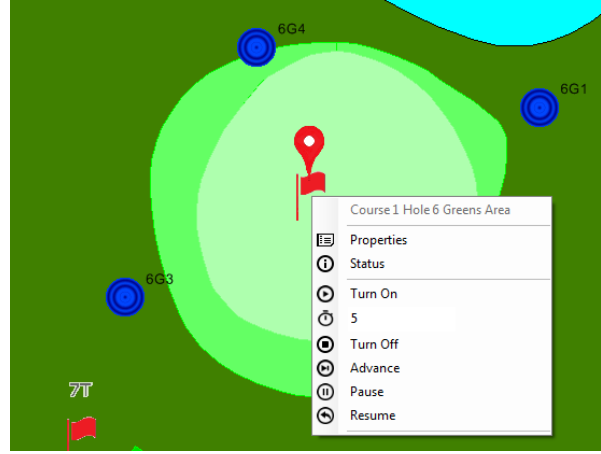 6G4
6G1
Course 1 Hole 6 Greens Area
Properties
Status
6G3
Turn On
5
Turn Off
Advance
7T
Pause
Resume